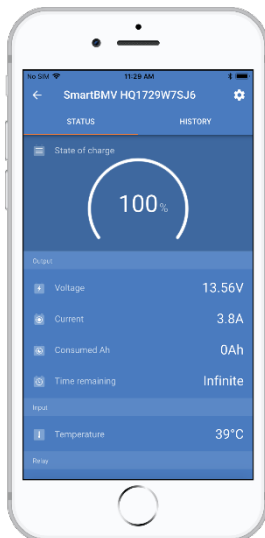 No SIM 11:29 AM
SmartBMV HQ1729W7SJ6
STATUS HISTORY
State of charge
100%
Output
Voltage 13.56V
Current 3.8A
Consumed Ah 0Ah
Time remaining Infinite
Input
Temperature 39°C
Relay